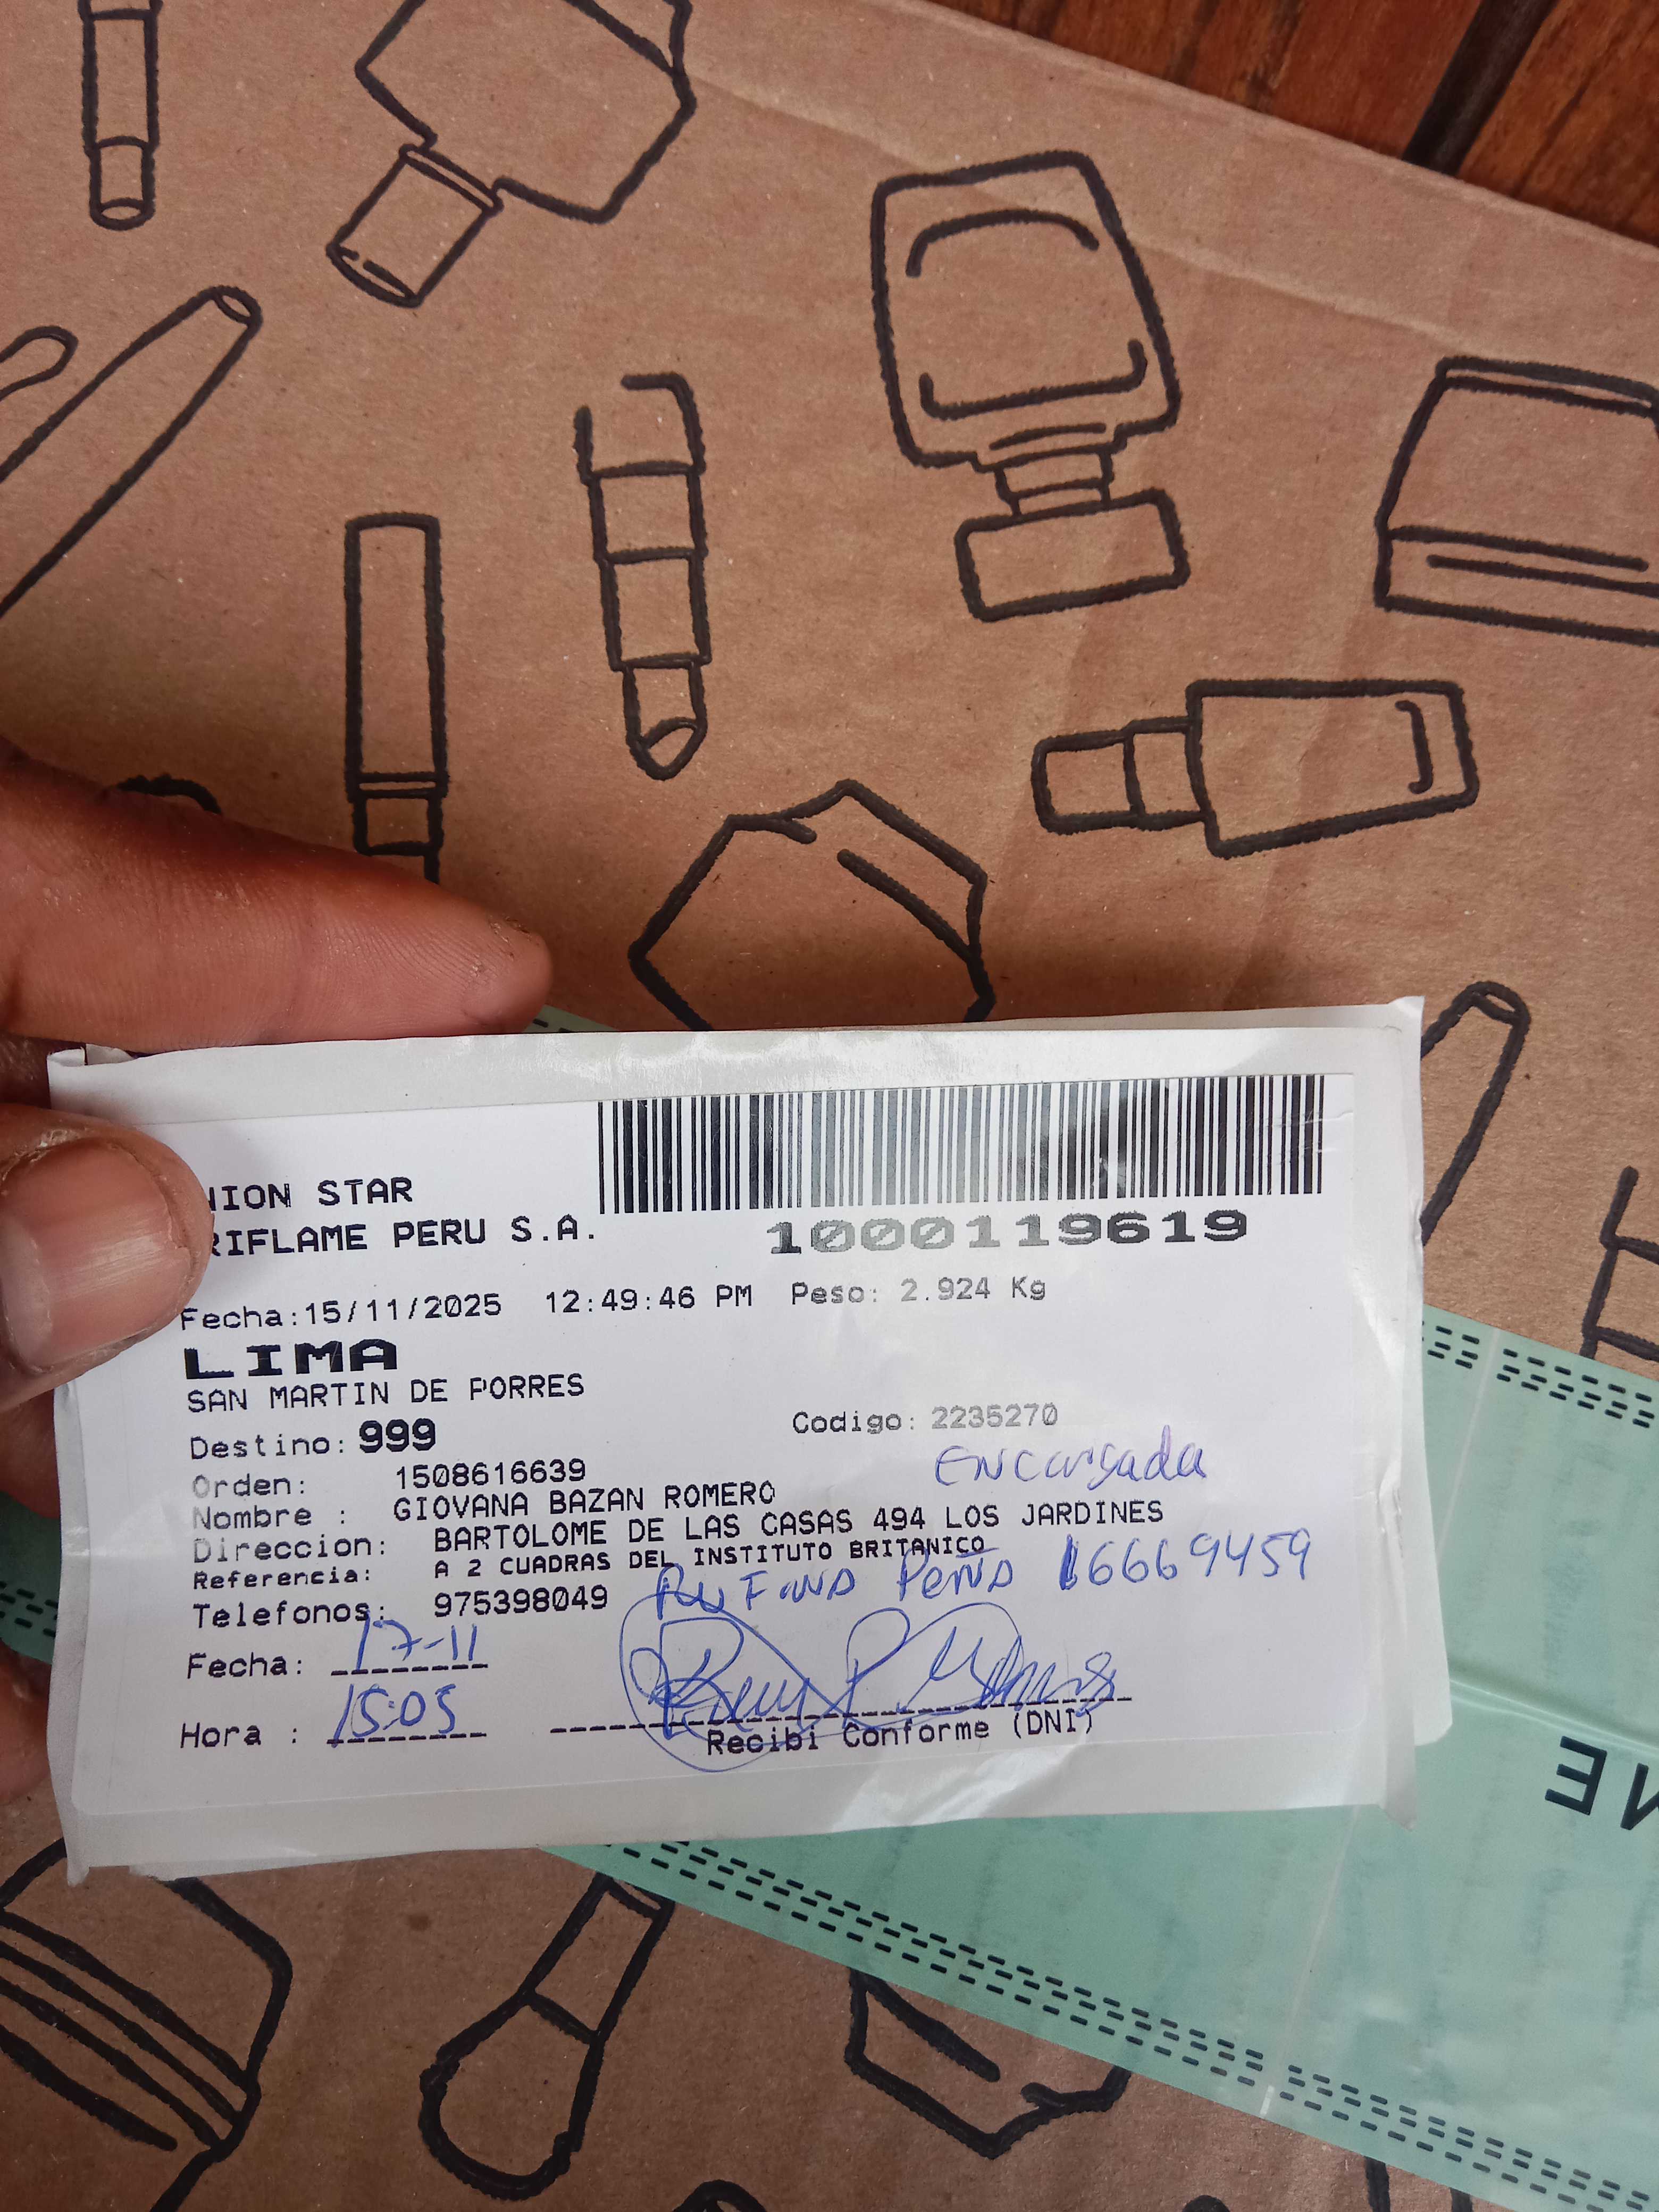 NION STAR
RIFLAME PERU S.A.
1000119619
Fecha:15/11/2025 12:49:46 PM Peso: 2.924 Kg
LIMA
SAN MARTIN DE PORRES
Destino: 999 Codigo: 2235270
Encargada
Orden: 1508616639
Nombre : GIOVANA BAZAN ROMERO
Direccion: BARTOLOME DE LAS CASAS 494 LOS JARDINES
Referencia: A 2 CUADRAS DEL INSTITUTO BRITANICO
Telefonos: 975398049
Peña 16669459
Fecha: 17-11
Hora : 15:05
Recibi Conforme (DNI)
ME